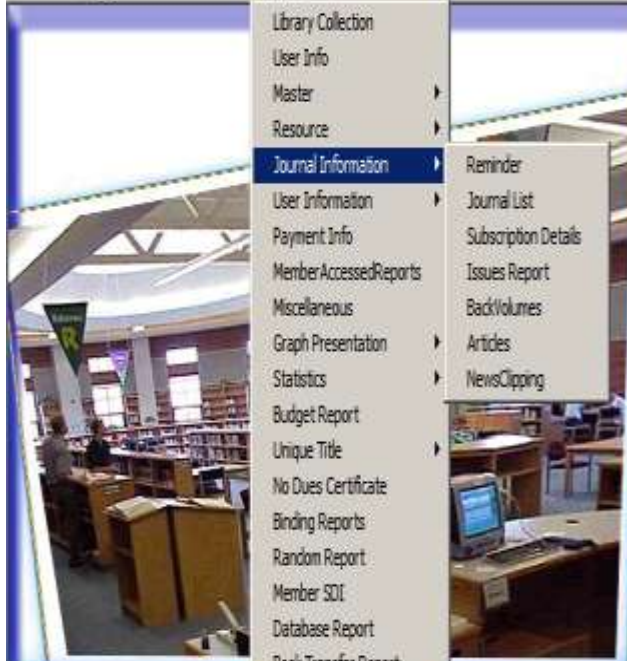 Library Collection
User Info
Master
Resource
Journal Information
User Information
Payment Info
MemberAccessedReports
Miscellaneous
Graph Presentation
Statistics
Budget Report
Unique Title
No Dues Certificate
Binding Reports
Random Report
Member SDI
Database Report
Reminder
Journal List
Subscription Details
Issues Report
BackVolumes
Articles
NewsClipping
R